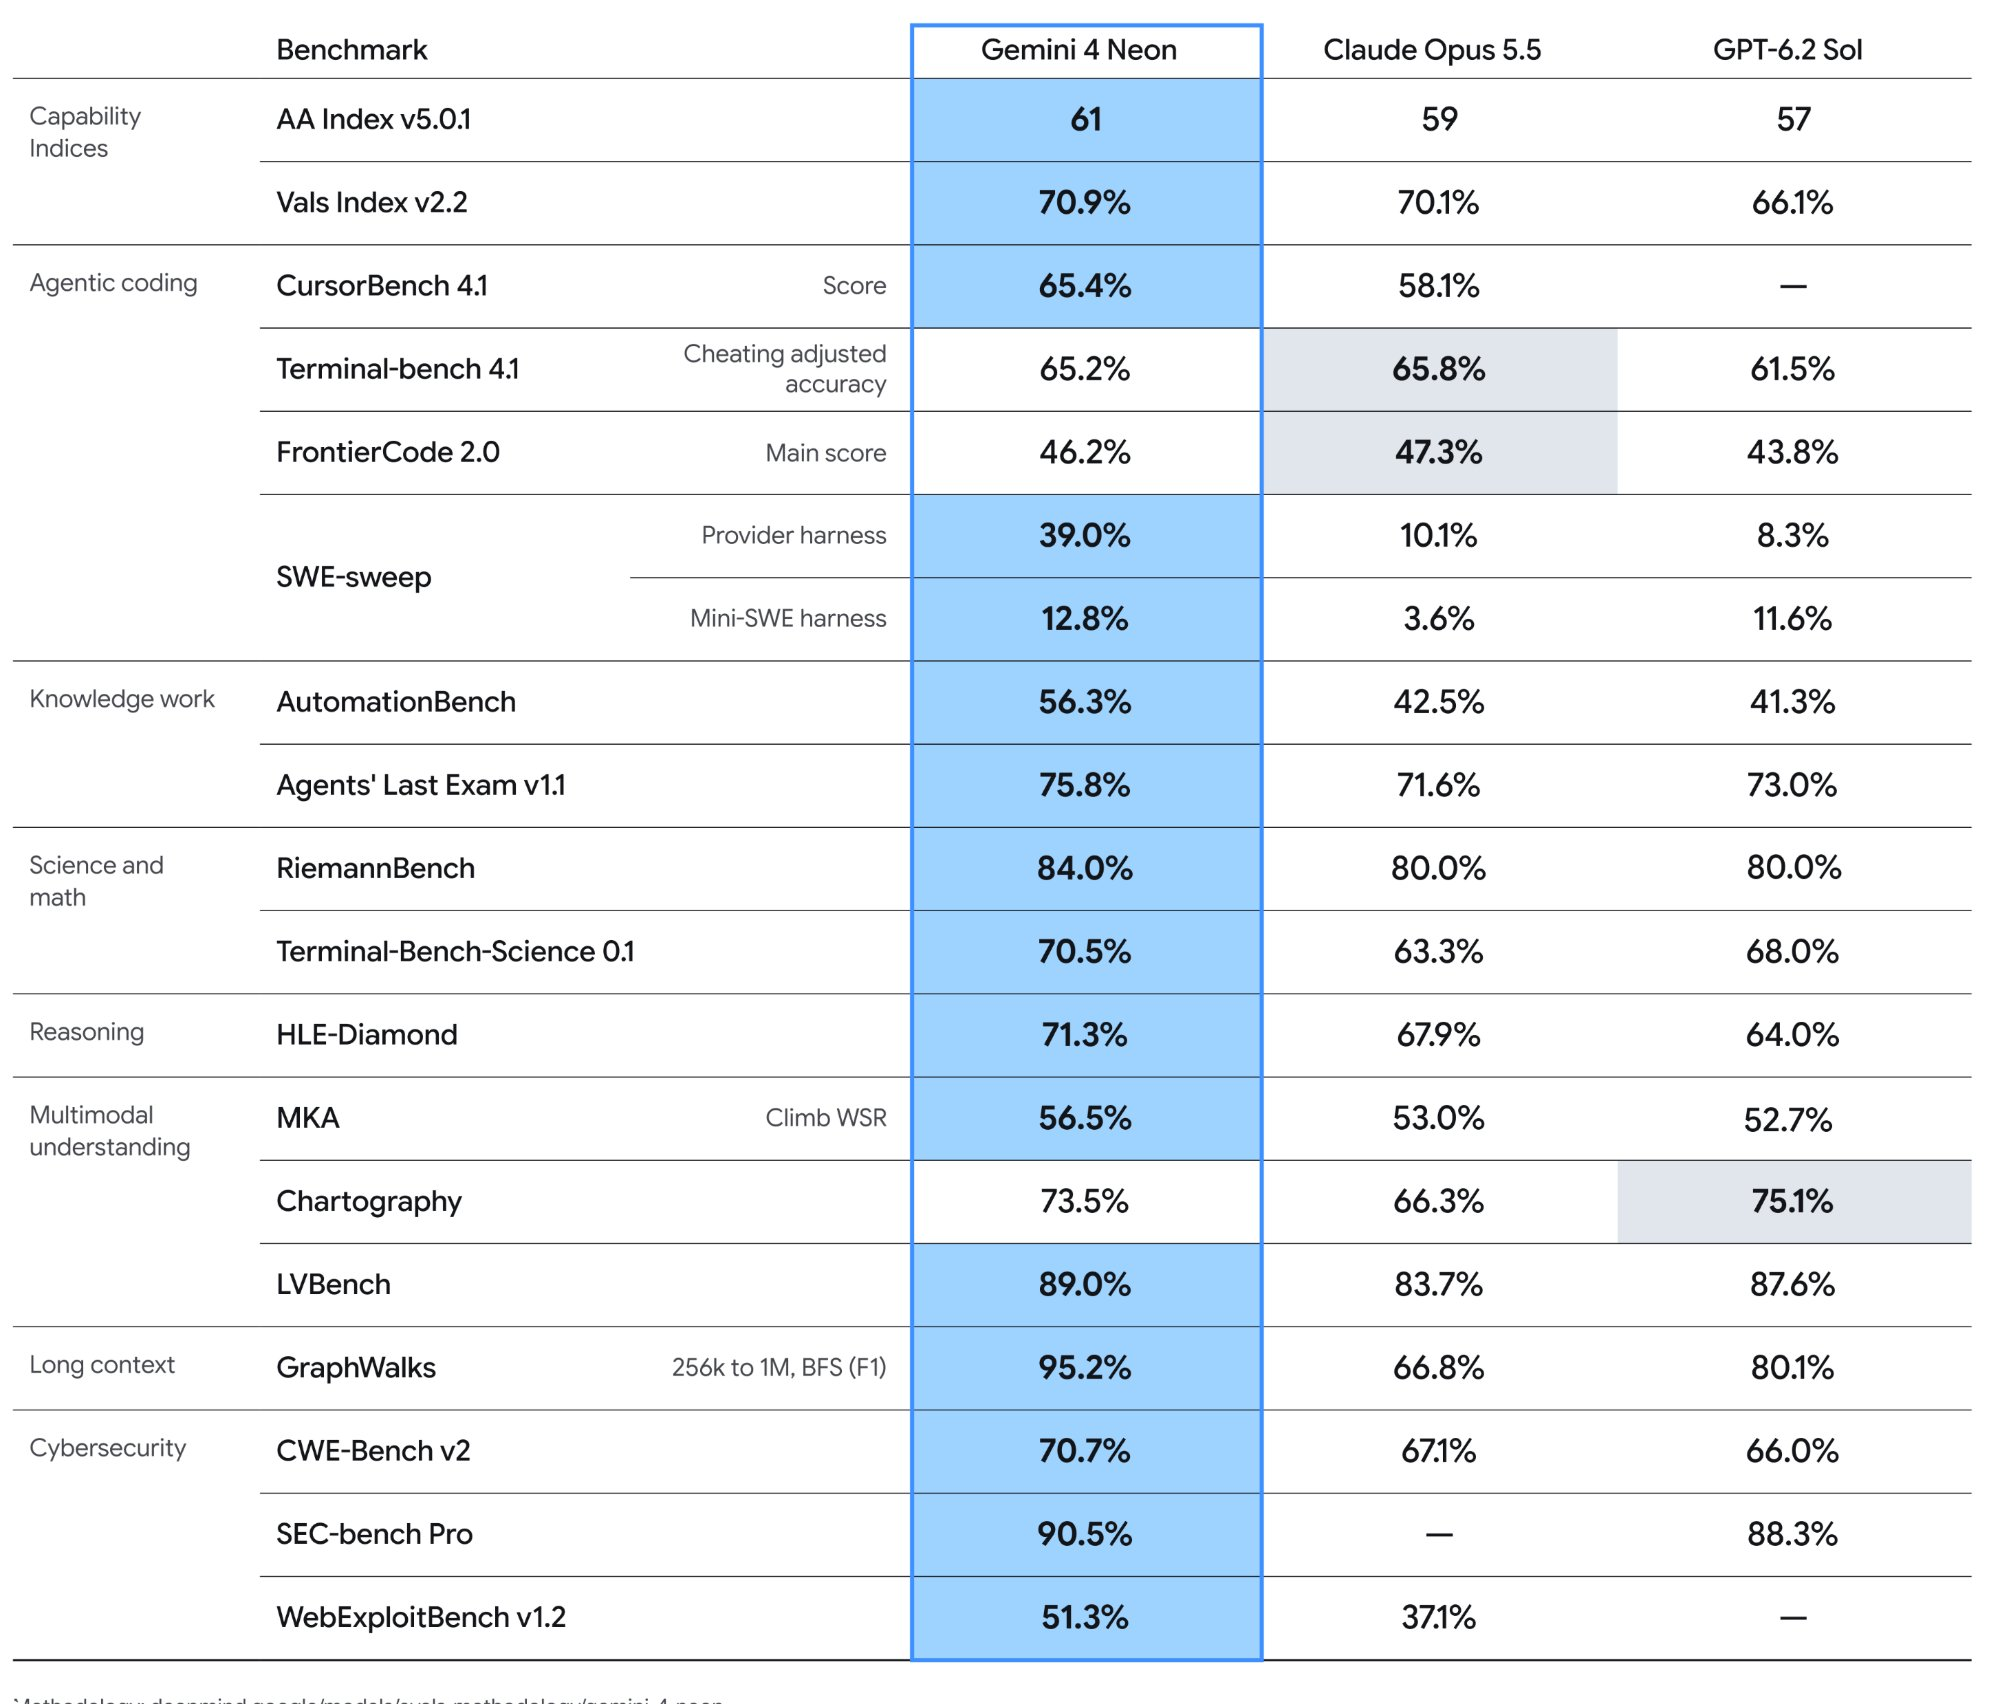 Benchmark Gemini 4 Neon Claude Opus 5.5 GPT-6.2 Sol
Capability
Indices
AA Index v5.0.1 61 59 57
Vals Index v2.2 70.9% 70.1% 66.1%
Agentic coding CursorBench 4.1 Score 65.4% 58.1% —
Terminal-bench 4.1 Cheating adjusted
accuracy 65.2% 65.8% 61.5%
FrontierCode 2.0 Main score 46.2% 47.3% 43.8%
SWE-sweep
Provider harness 39.0% 10.1% 8.3%
Mini-SWE harness 12.8% 3.6% 11.6%
Knowledge work AutomationBench 56.3% 42.5% 41.3%
Agents' Last Exam v1.1 75.8% 71.6% 73.0%
Science and
math
RiemannBench 84.0% 80.0% 80.0%
Terminal-Bench-Science 0.1 70.5% 63.3% 68.0%
Reasoning HLE-Diamond 71.3% 67.9% 64.0%
Multimodal
understanding
MKA Climb WSR 56.5% 53.0% 52.7%
Chartography 73.5% 66.3% 75.1%
LVBench 89.0% 83.7% 87.6%
Long context GraphWalks 256k to 1M, BFS (F1) 95.2% 66.8% 80.1%
Cybersecurity CWE-Bench v2 70.7% 67.1% 66.0%
SEC-bench Pro 90.5% — 88.3%
WebExploitBench v1.2 51.3% 37.1% —